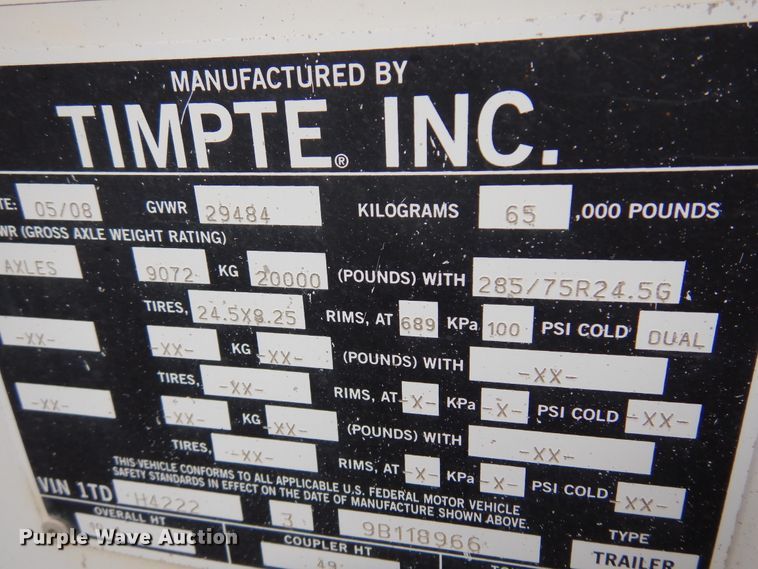 MANUFACTURED BY
TIMPTE® INC.
TE: 05/08 GVWR 29484 KILOGRAMS 65 ,000 POUNDS
WR (GROSS AXLE WEIGHT RATING)
AXLES 9072 KG 20000 (POUNDS) WITH 285/75R24.5G
TIRES, 24.5X8.25 RIMS, AT 689 KPa 100 PSI COLD DUAL
-XX- -XX- KG -XX- (POUNDS) WITH -XX-
TIRES, -XX- RIMS, AT -X- KPa -X- PSI COLD -XX-
-XX- -XX- KG -XX- (POUNDS) WITH -XX-
TIRES, -XX- RIMS, AT -X- KPa -X- PSI COLD -XX-
THIS VEHICLE CONFORMS TO ALL APPLICABLE U.S. FEDERAL MOTOR VEHICLE
SAFETY STANDARDS IN EFFECT ON THE DATE OF MANUFACTURE SHOWN ABOVE.
VIN 1TD H4222 3 9B118966 TYPE
OVERALL HT COUPLER HT TRAILER
49
Purple Wave Auction